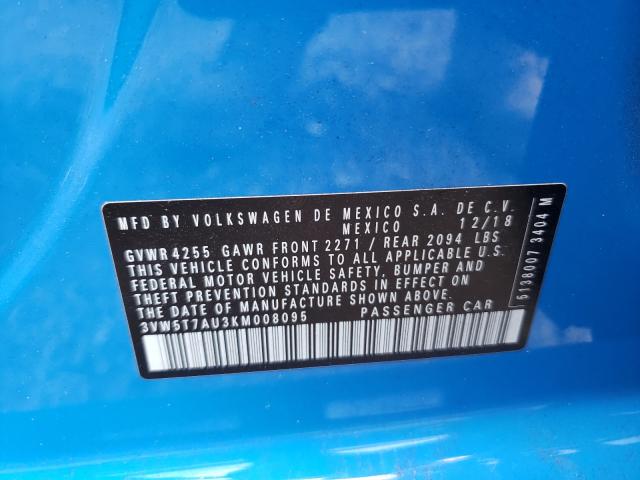 MFD BY VOLKSWAGEN DE MEXICO S.A. DE C.V.
MEXICO 12/18
GVWR 4255 GAWR FRONT 2271 / REAR 2094 LBS
THIS VEHICLE CONFORMS TO ALL APPLICABLE U.S.
FEDERAL MOTOR VEHICLE SAFETY, BUMPER AND
THEFT PREVENTION STANDARDS IN EFFECT ON
THE DATE OF MANUFACTURE SHOWN ABOVE.
3VW5T7AU3KM008095 PASSENGER CAR
5138007 3404 M